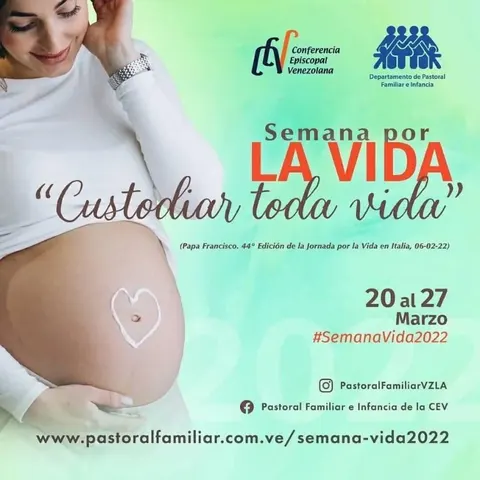 Conferencia
Episcopal
Venezolana
Departamento de Pastoral
Familiar e Infancia
Semana por
LA VIDA
“Custodiar toda vida”
(Papa Francisco. 44° Edición de la Jornada por la Vida en Italia, 06-02-22)
20 al 27
Marzo
#SemanaVida2022
PastoralFamiliarVZLA
Pastoral Familiar e Infancia de la CEV
www.pastoralfamiliar.com.ve/semana-vida2022
2022